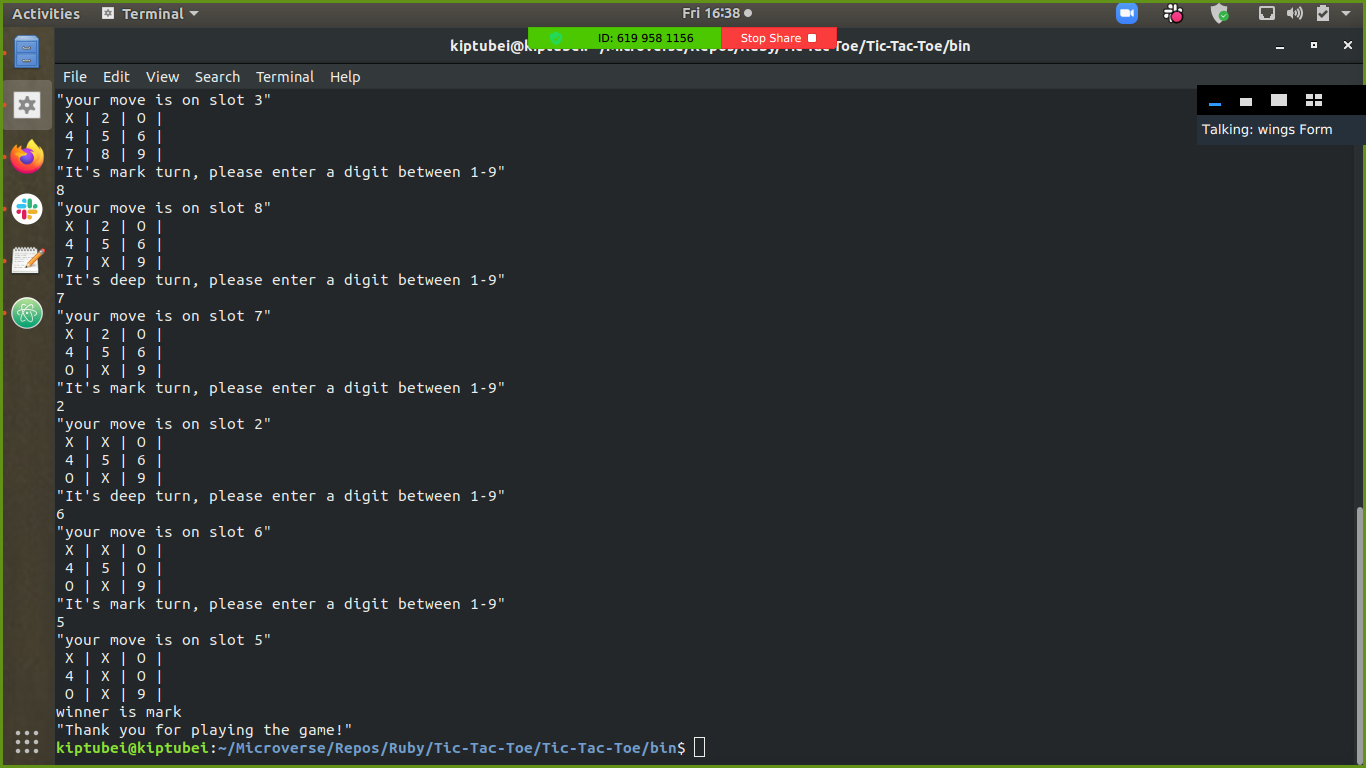 Activities Terminal Fri 16:38
ID: 619 958 1156 Stop Share
kiptubei@kiptubei: ~/Microverse/Repos/Ruby/Tic-Tac-Toe/Tic-Tac-Toe/bin
File Edit View Search Terminal Help
Talking: wings Form
"your move is on slot 3"
X | 2 | O |
4 | 5 | 6 |
7 | 8 | 9 |
"It's mark turn, please enter a digit between 1-9"
8
"your move is on slot 8"
X | 2 | O |
4 | 5 | 6 |
7 | X | 9 |
"It's deep turn, please enter a digit between 1-9"
7
"your move is on slot 7"
X | 2 | O |
4 | 5 | 6 |
O | X | 9 |
"It's mark turn, please enter a digit between 1-9"
2
"your move is on slot 2"
X | X | O |
4 | 5 | 6 |
O | X | 9 |
"It's deep turn, please enter a digit between 1-9"
6
"your move is on slot 6"
X | X | O |
4 | 5 | O |
O | X | 9 |
"It's mark turn, please enter a digit between 1-9"
5
"your move is on slot 5"
X | X | O |
4 | X | O |
O | X | 9 |
winner is mark
"Thank you for playing the game!"
kiptubei@kiptubei:~/Microverse/Repos/Ruby/Tic-Tac-Toe/Tic-Tac-Toe/bin$